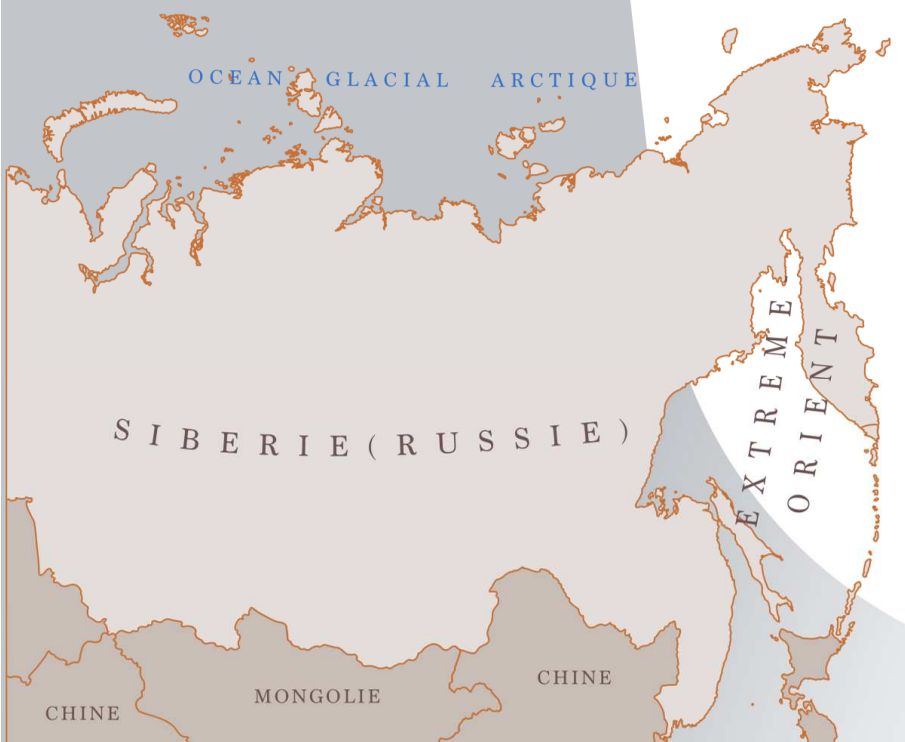 OCEAN GLACIAL ARCTIQUE
EXTREME
ORIENT
SIBERIE (RUSSIE)
CHINE
MONGOLIE
CHINE